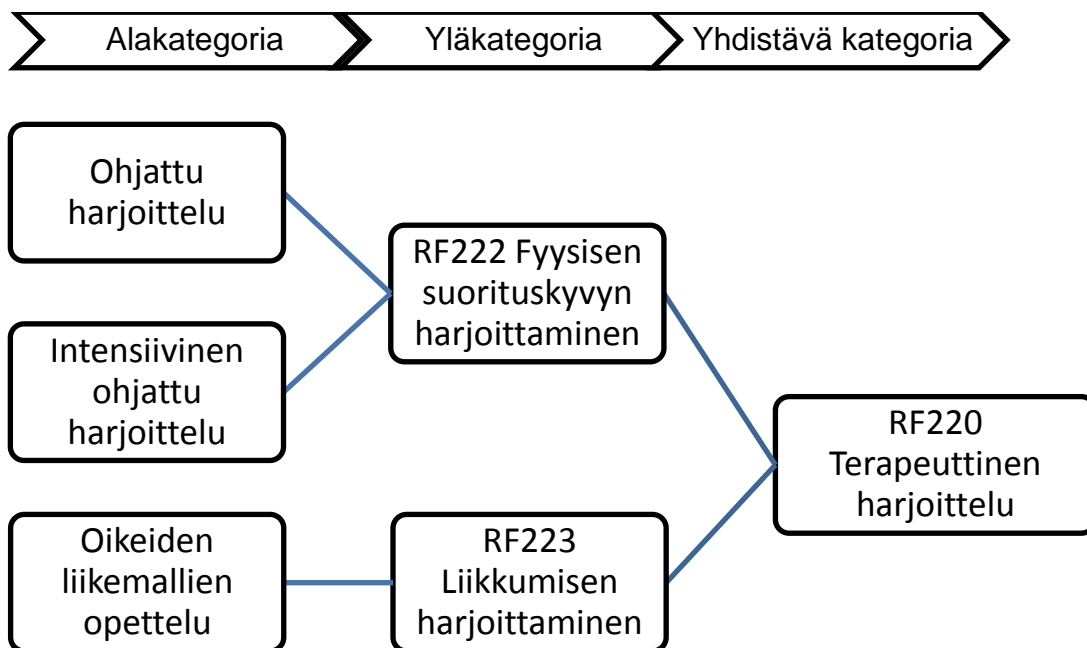 Alakategoria
Yläkategoria
Yhdistävä kategoria
Ohjattu
harjoittelu
Intensiivinen
ohjattu
harjoittelu
Oikeiden
liikemallien
opettelu
RF222 Fyysisen
suorituskyvyn
harjoittaminen
RF223
Liikkumisen
harjoittaminen
RF220
Terapeuttinen
harjoittelu